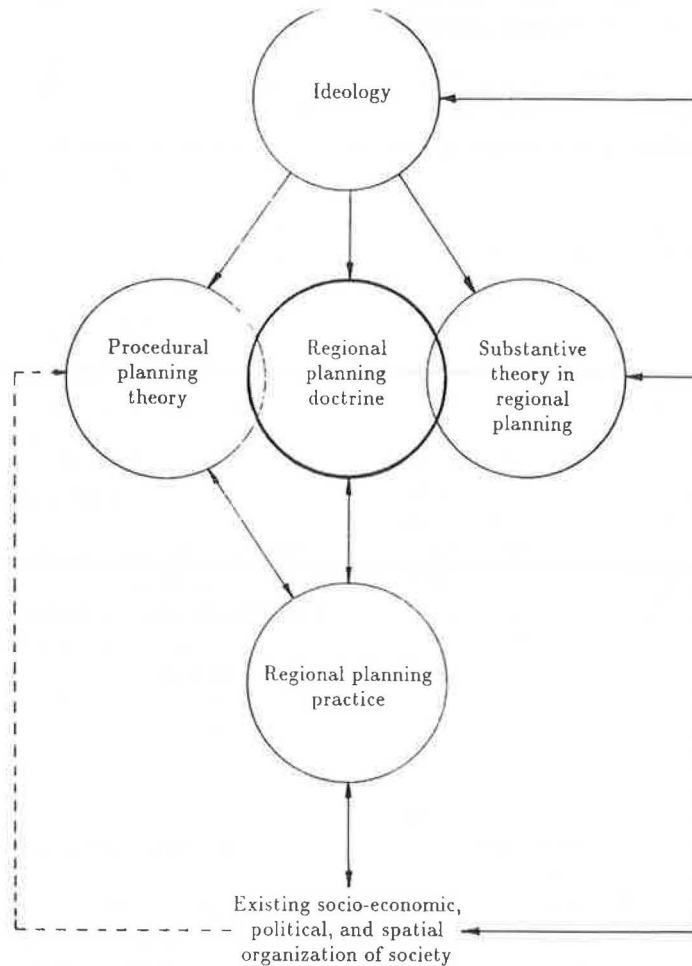 Ideology
Procedural
planning
theory
Regional
planning
doctrine
Substantive
theory in
regional
planning
Regional planning
practice
Existing socio-economic,
political, and spatial
organization of society